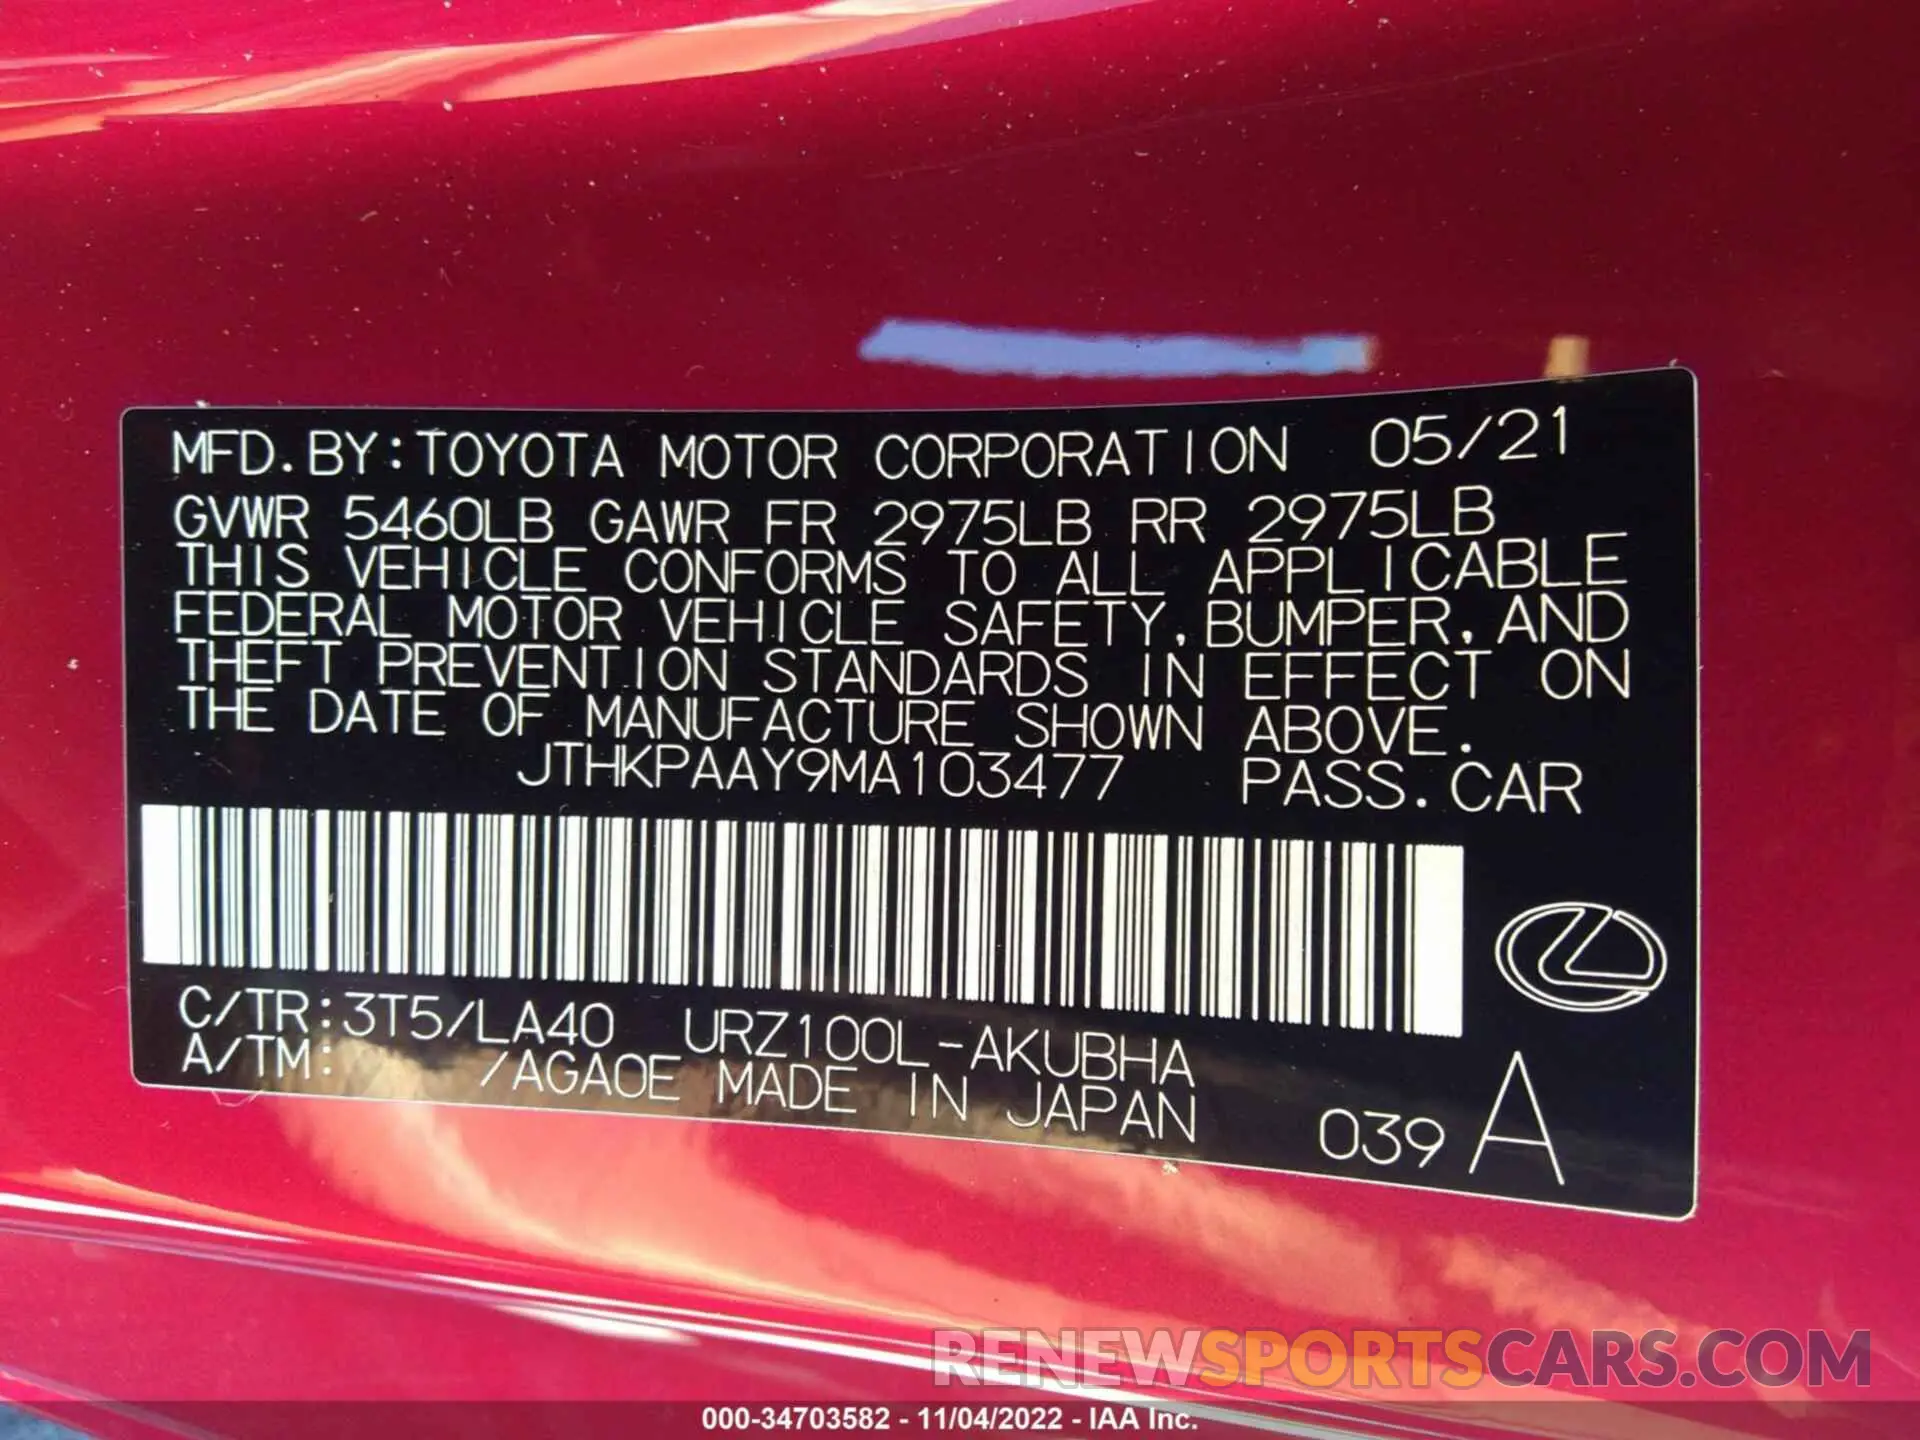 MFD.BY:TOYOTA MOTOR CORPORATION 05/21
GVWR 5460LB GAWR FR 2975LB RR 2975LB
THIS VEHICLE CONFORMS TO ALL APPLICABLE
FEDERAL MOTOR VEHICLE SAFETY,BUMPER,AND
THEFT PREVENTION STANDARDS IN EFFECT ON
THE DATE OF MANUFACTURE SHOWN ABOVE.
JTHKPAAY9MA103477 PASS.CAR
C/TR:3T5/LA40 URZ100L-AKUBHA
A/TM: /AGA0E MADE IN JAPAN
039 A
RENEWSPORTSCARS.COM
000-34703582 - 11/04/2022 - IAA Inc.